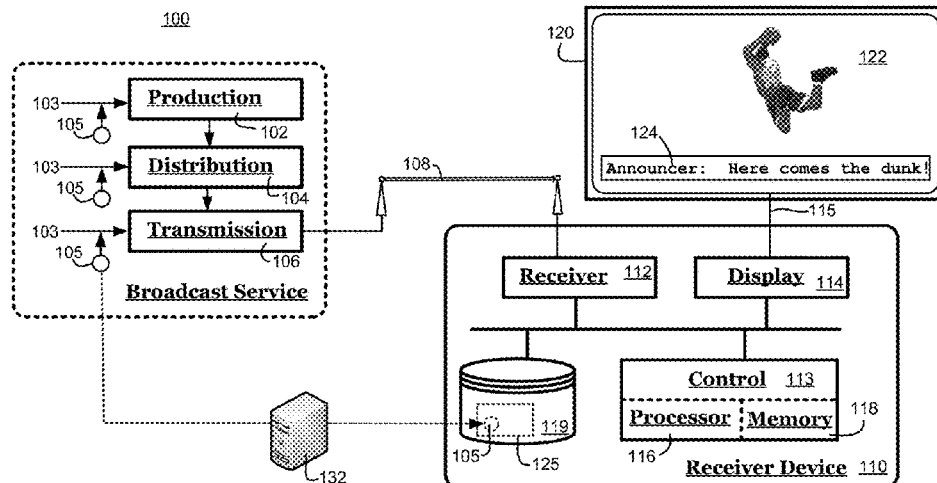 100
103
105
Production
102
103
105
Distribution
104
103
105
Transmission
106
Broadcast Service
108
120
122
124
Announcer: Here comes the dunk!
115
Receiver 112
Display 114
Control 113
Processor
Memory
118
116
119
105
125
132
Receiver Device 110